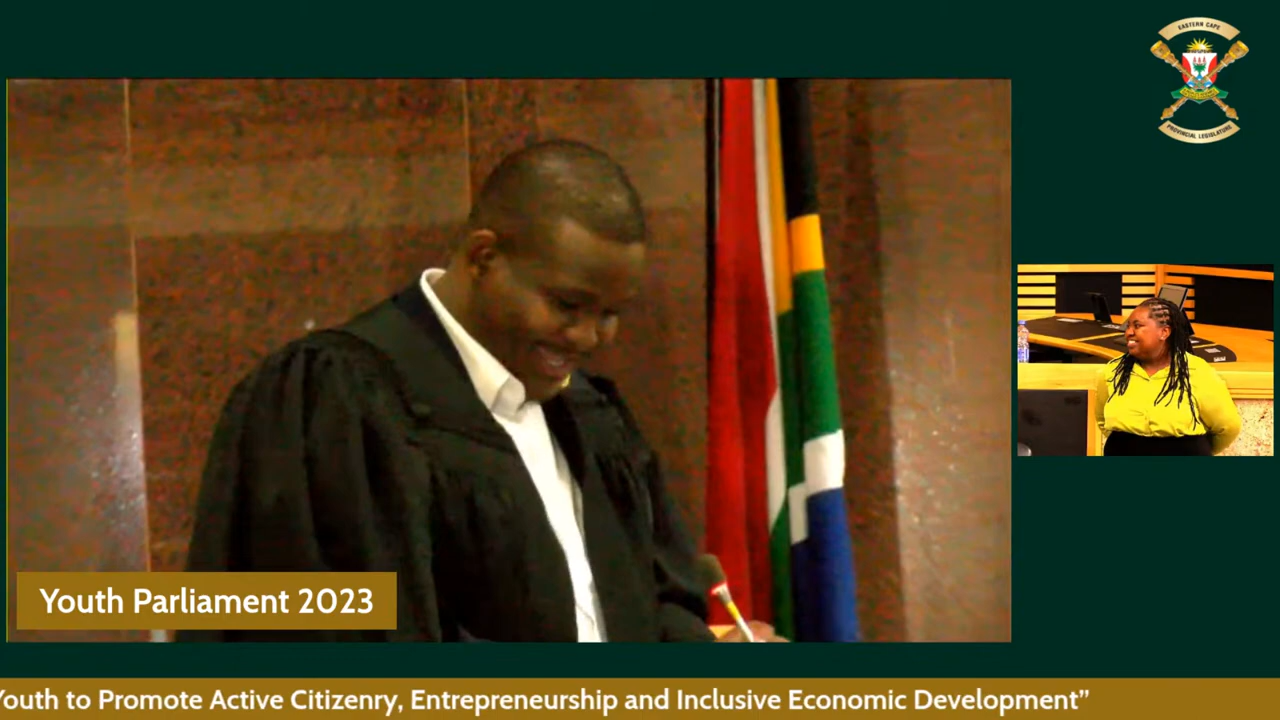 EASTERN CAPE
PROVINCIAL LEGISLATURE
Youth Parliament 2023
Youth to Promote Active Citizenry, Entrepreneurship and Inclusive Economic Development”